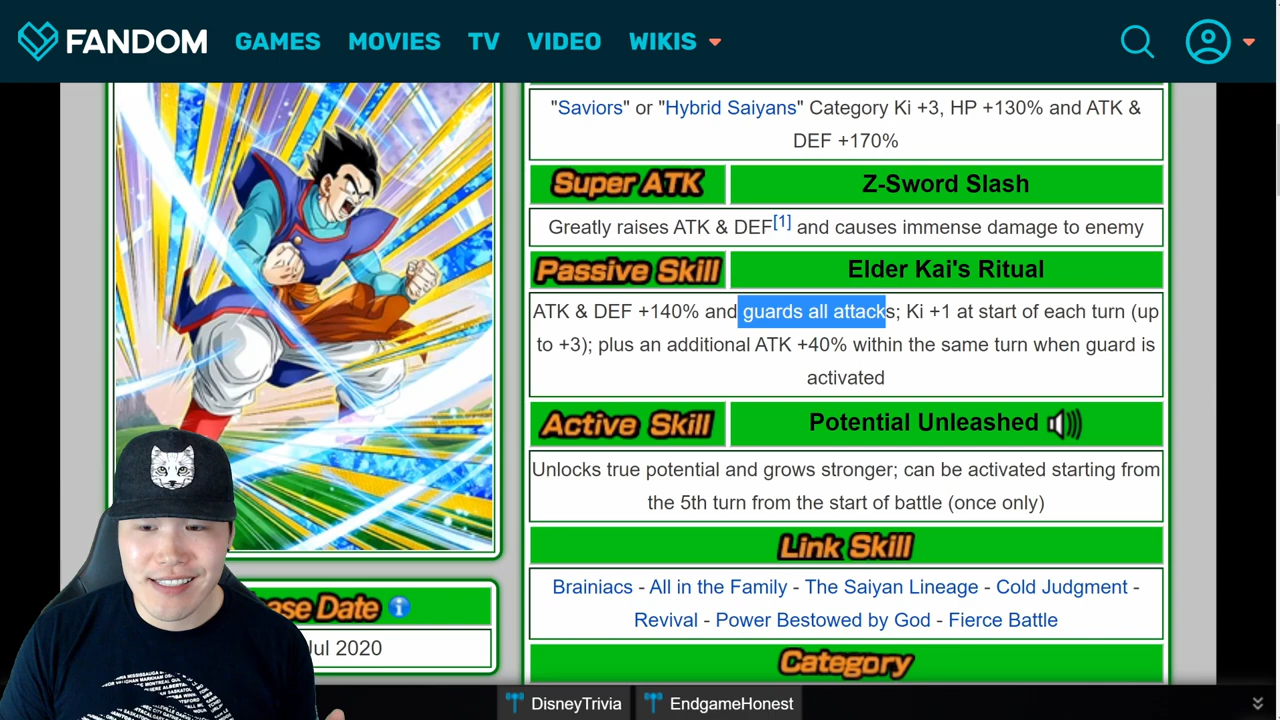 FANDOM GAMES MOVIES TV VIDEO WIKIS
"Saviors" or "Hybrid Saiyans" Category Ki +3, HP +130% and ATK &
DEF +170%
Super ATK Z-Sword Slash
Greatly raises ATK & DEF[1] and causes immense damage to enemy
Passive Skill Elder Kai's Ritual
ATK & DEF +140% and guards all attacks; Ki +1 at start of each turn (up
to +3); plus an additional ATK +40% within the same turn when guard is
activated
Active Skill Potential Unleashed
Unlocks true potential and grows stronger; can be activated starting from
the 5th turn from the start of battle (once only)
Link Skill
Brainiacs - All in the Family - The Saiyan Lineage - Cold Judgment -
Revival - Power Bestowed by God - Fierce Battle
Category
Date
Jul 2020
DisneyTrivia EndgameHonest